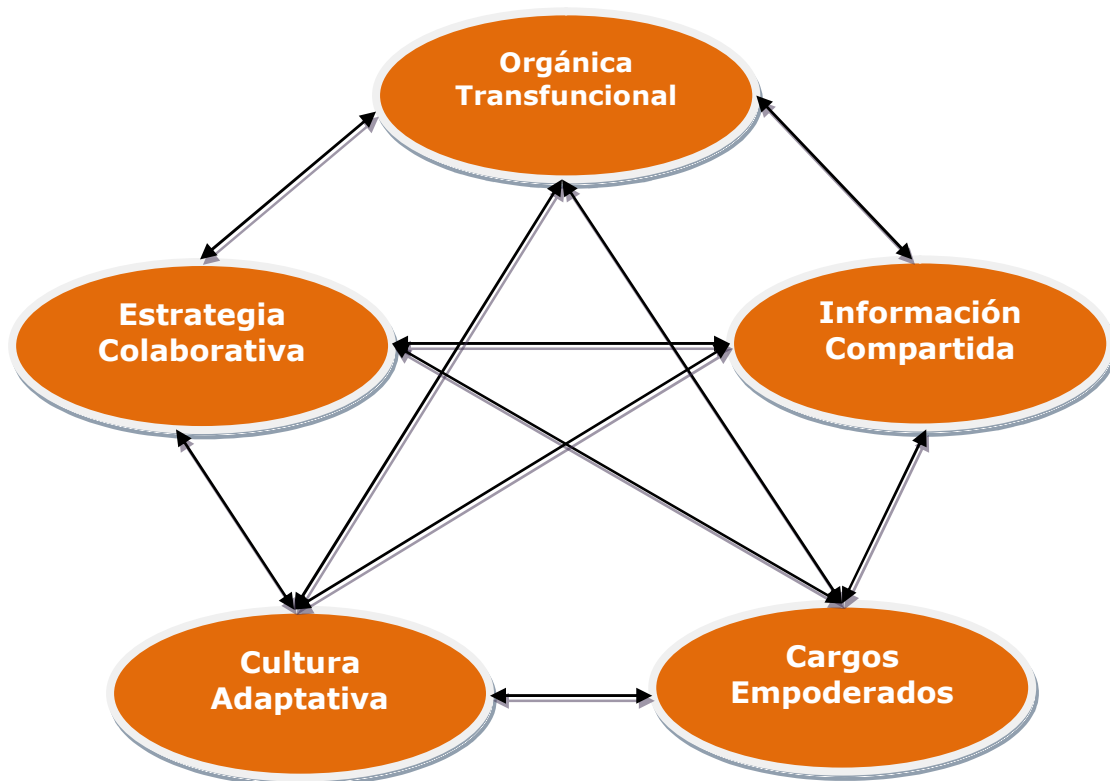 Orgánica
Transfuncional
Estrategia
Colaborativa
Información
Compartida
Cultura
Adaptativa
Cargos
Empoderados